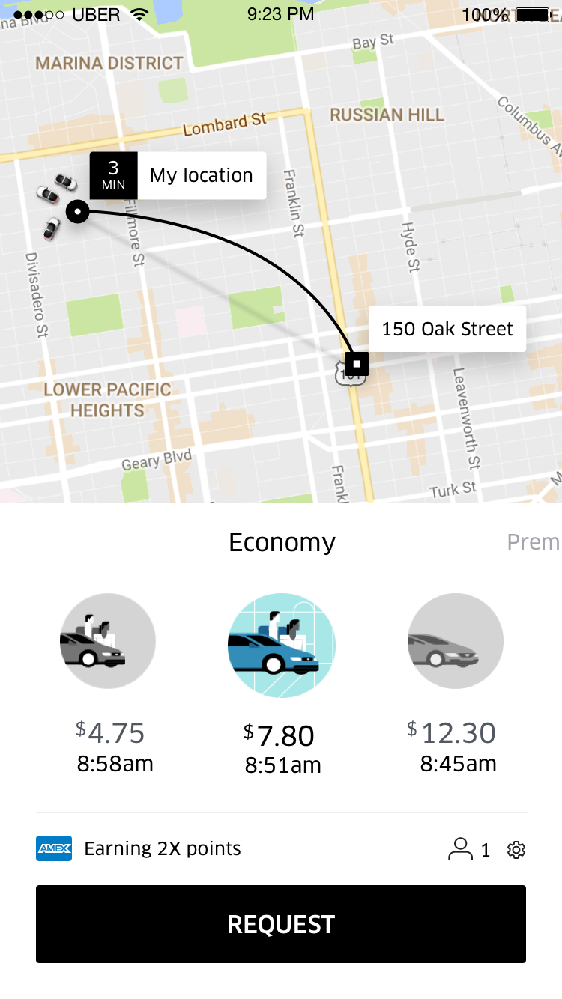 UBER
9:23 PM
100%
MARINA DISTRICT
Bay St
Columbus
RUSSIAN HILL
Lombard St
3
MIN
My location
Franklin St
Fillmore St
Hyde St
Divisadero St
150 Oak Street
101
LOWER PACIFIC
HEIGHTS
Leavenworth St
Geary Blvd
Frankl
Turk St
Economy
Prem
$4.75
$7.80
$12.30
8:58am
8:51am
8:45am
AMEX
Earning 2X points
1
REQUEST